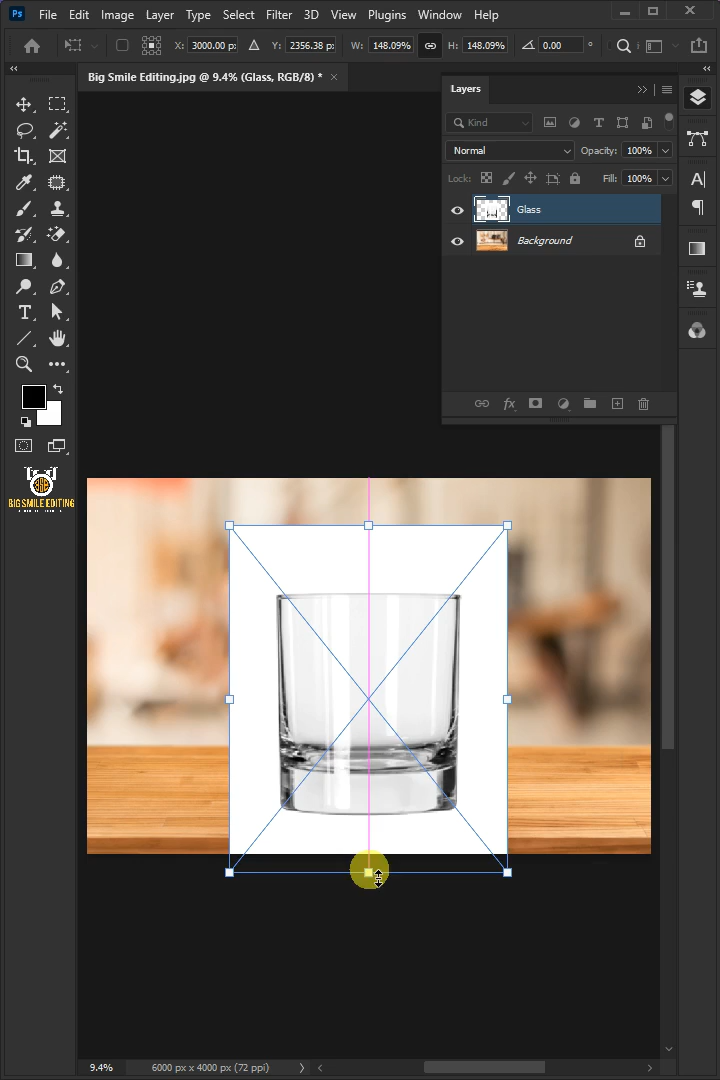 Ps File Edit Image Layer Type Select Filter 3D View Plugins Window Help
X: 3000.00 px Y: 2356.38 px W: 148.09% H: 148.09% 0.00 °
Big Smile Editing.jpg @ 9.4% (Glass, RGB/8) * ×
Layers
Kind
Normal Opacity: 100%
Lock: Fill: 100%
Glass
Background
BIG SMILE EDITING
9.4% 6000 px x 4000 px (72 ppi)